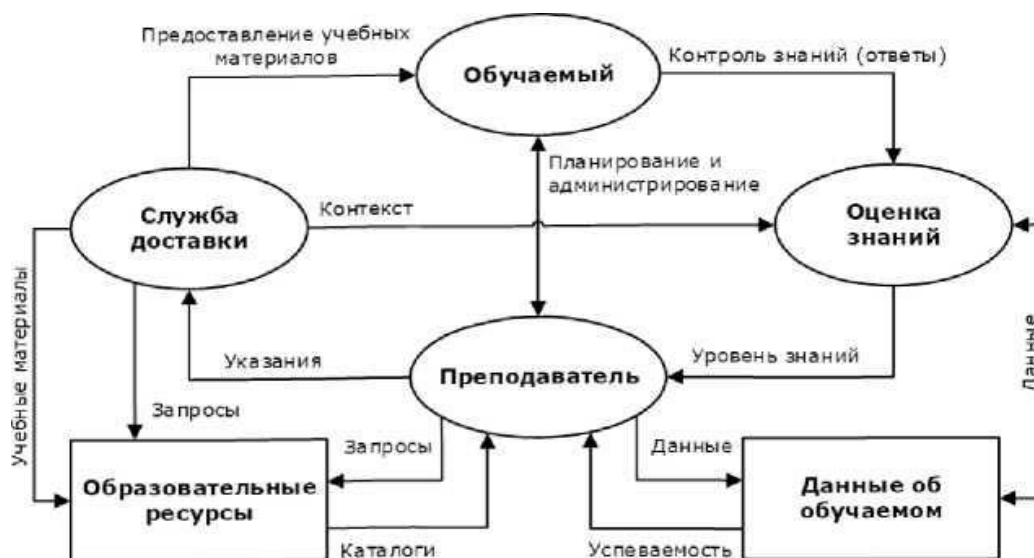 Предоставление учебных
материалов
Обучаемый
Контроль знаний (ответы)
Планирование и
администрирование
Служба
доставки
Контекст
Оценка
знаний
Учебные материалы
Указания
Преподаватель
Уровень знаний
Данные
Запросы
Запросы
Данные
Образовательные
ресурсы
Данные об
обучаемом
Каталоги
Успеваемость